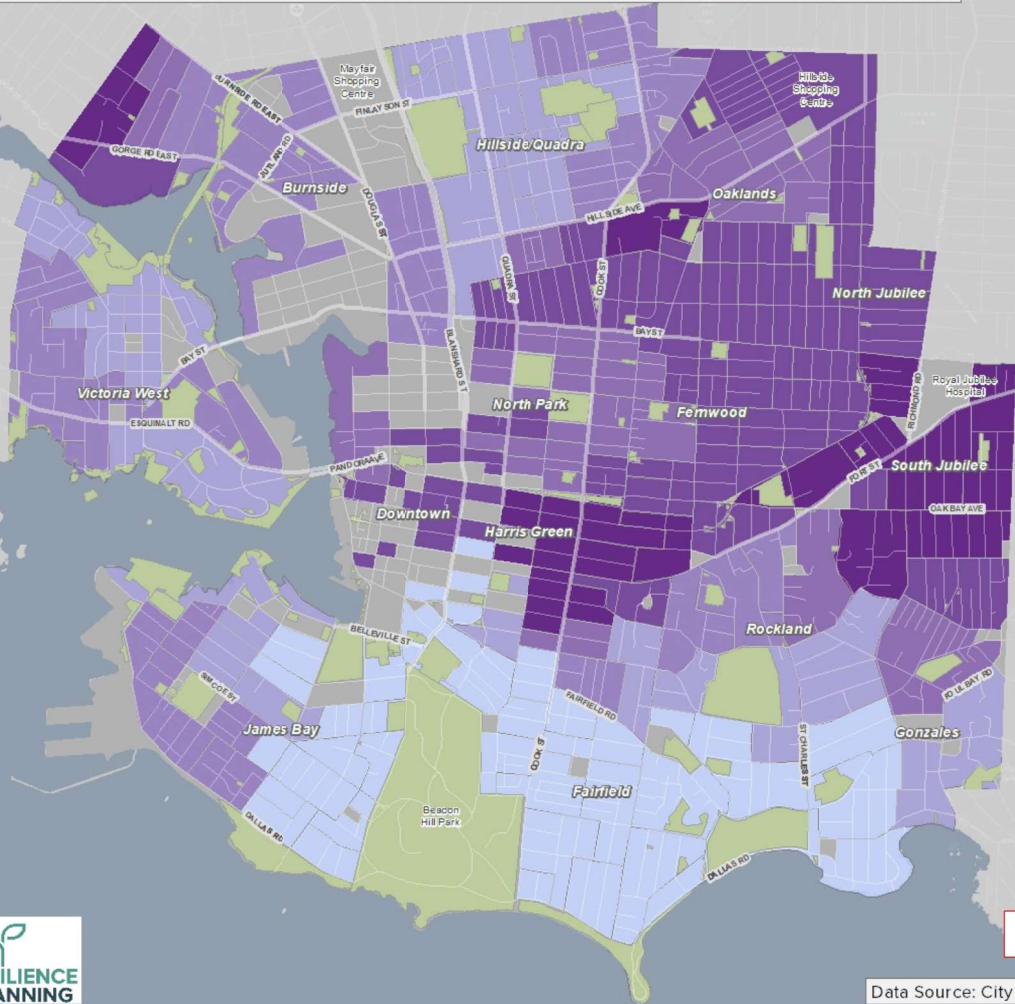 Mayfair
Shopping
Centre
Hillside
Shopping
Centre
BURNSIDE RD EAST
FINLAYSON ST
Hillside/Quadra
GORGE RD EAST
JUTLAND RD
Burnside
DOUGLAS ST
Oaklands
HILLSIDE AVE
QUADRA ST
COOK ST
North Jubilee
BAY ST
BAY ST
BLANSHARD ST
Victoria West
ESQUIMALT RD
North Park
Fernwood
RICHMOND RD
Royal Jubilee
Hospital
PANDORA AVE
FORT ST
South Jubilee
OAK BAY AVE
Downtown
Harris Green
BELLEVILLE ST
Rockland
SIMCOE ST
FAIRFIELD RD
FOUL BAY RD
James Bay
COOK ST
ST CHARLES ST
Gonzales
Fairfield
Beacon
Hill Park
DALLAS RD
DALLAS RD
ILIENCE
ANNING
Data Source: City